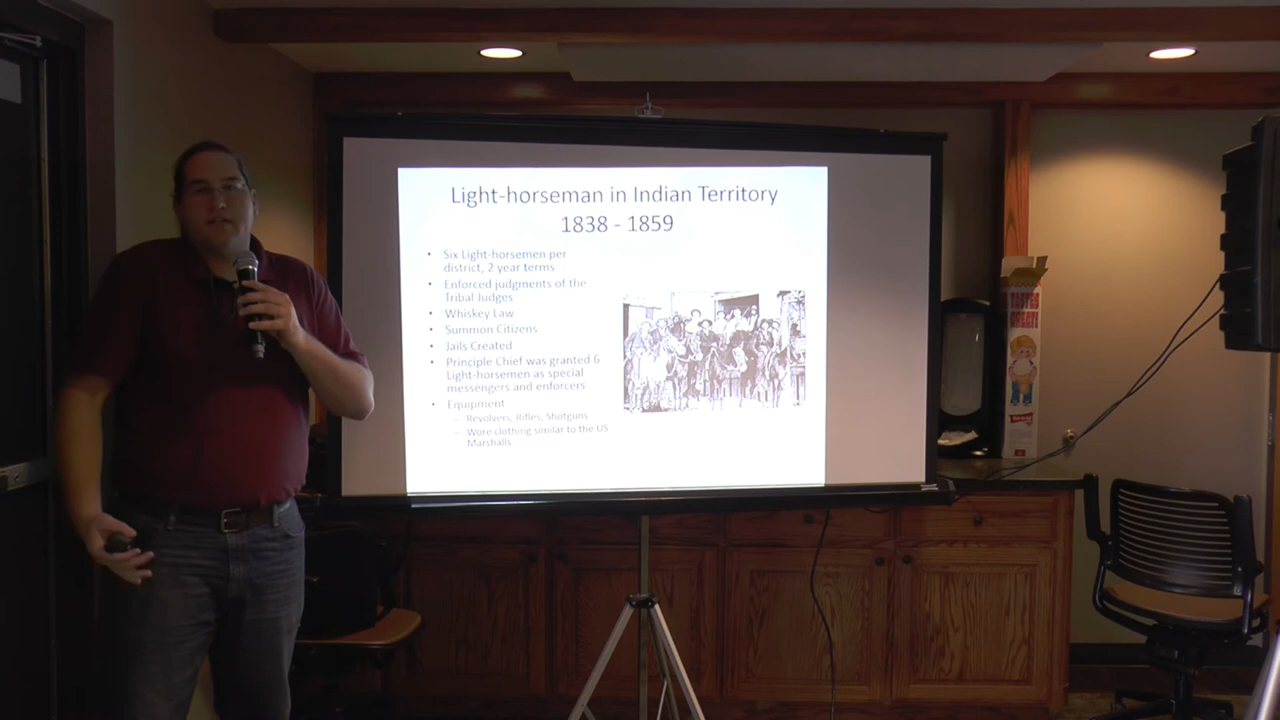 Light-horseman in Indian Territory
1838 - 1859
• Six Light-horsemen per
district, 2 year terms
• Enforced judgments of the
Tribal Judges
• Whiskey Law
• Summon Citizens
• Jails Created
• Principle Chief was granted 6
Light-horsemen as special
messengers and enforcers
• Equipment
– Revolvers, Rifles, Shotguns
– Wore clothing similar to the US
Marshalls
TASTES
GREAT!